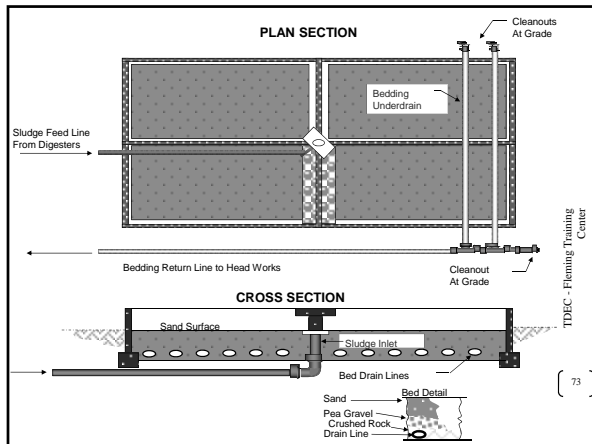 PLAN SECTION
Cleanouts
At Grade
Bedding
Underdrain
Sludge Feed Line
From Digesters
Bedding Return Line to Head Works
Cleanout
At Grade
CROSS SECTION
Sand Surface
Sludge Inlet
Bed Drain Lines
Bed Detail
Sand
Pea Gravel
Crushed Rock
Drain Line
TDEC - Fleming Training
Center
73